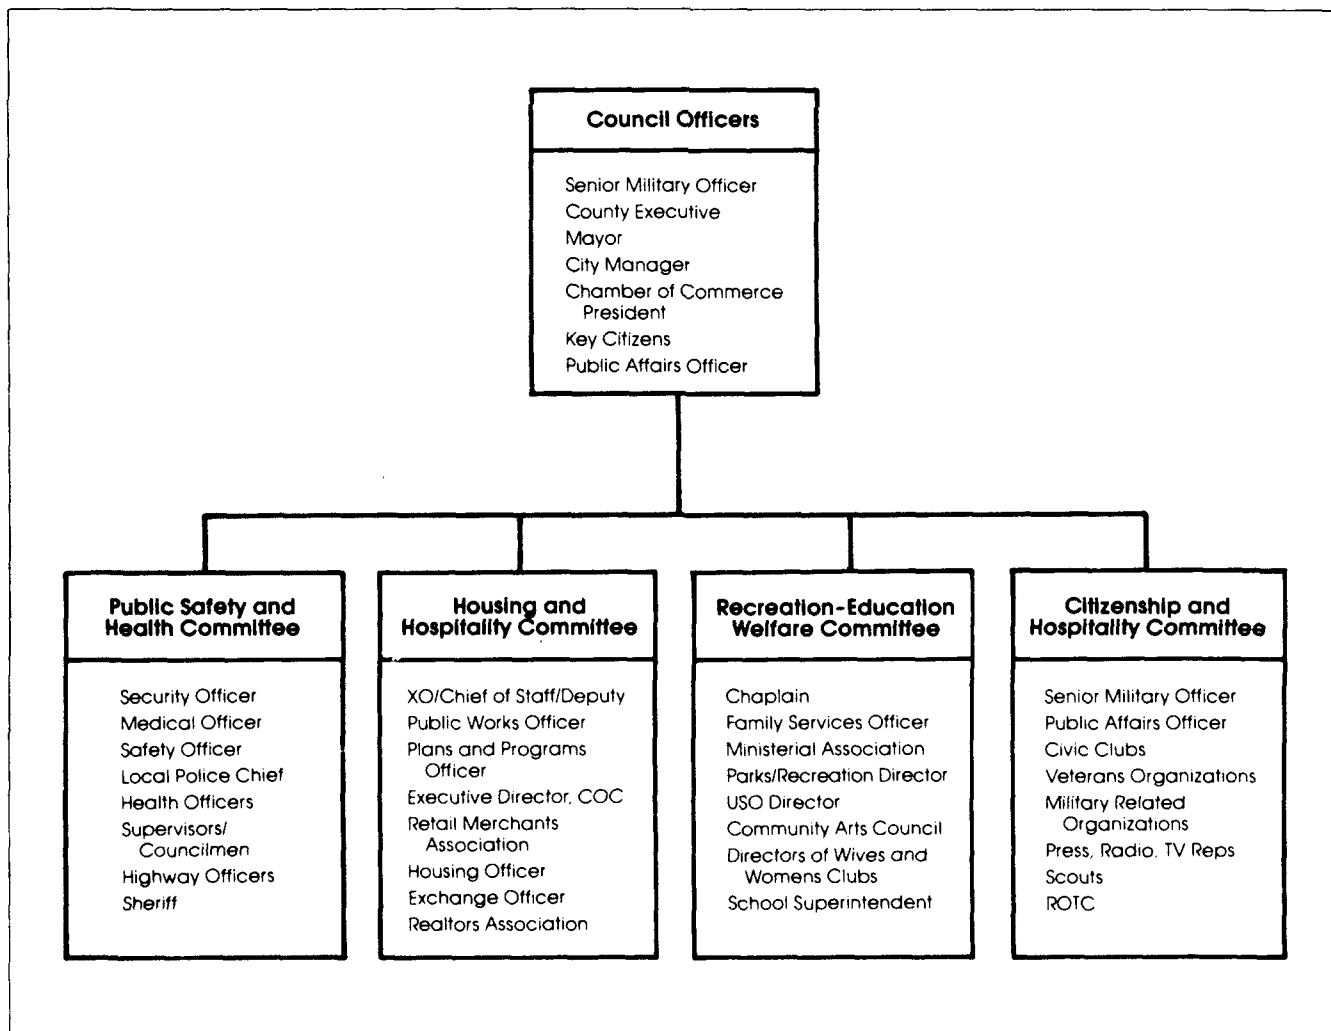 Council Officers
Senior Military Officer
County Executive
Mayor
City Manager
Chamber of Commerce
President
Key Citizens
Public Affairs Officer
Public Safety and
Health Committee
Security Officer
Medical Officer
Safety Officer
Local Police Chief
Health Officers
Supervisors/
Councilmen
Highway Officers
Sheriff
Housing and
Hospitality Committee
XO/Chief of Staff/Deputy
Public Works Officer
Plans and Programs
Officer
Executive Director, COC
Retail Merchants
Association
Housing Officer
Exchange Officer
Realtors Association
Recreation-Education
Welfare Committee
Chaplain
Family Services Officer
Ministerial Association
Parks/Recreation Director
USO Director
Community Arts Council
Directors of Wives and
Womens Clubs
School Superintendent
Citizenship and
Hospitality Committee
Senior Military Officer
Public Affairs Officer
Civic Clubs
Veterans Organizations
Military Related
Organizations
Press, Radio, TV Reps
Scouts
ROTC